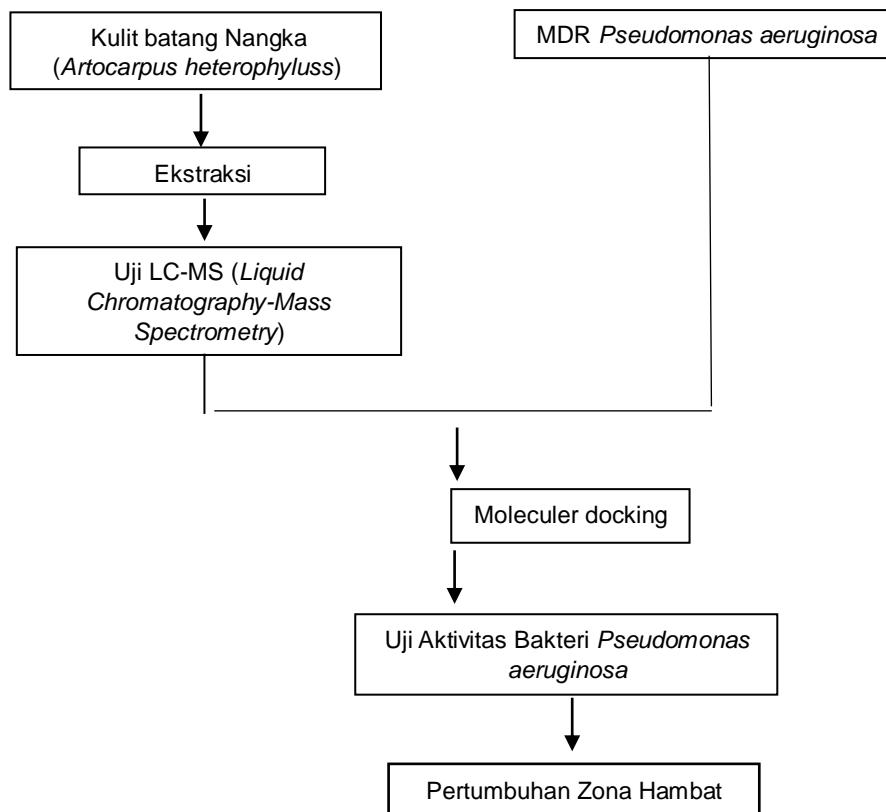 Kulit batang Nangka
(Artocarpus heterophyluss)
MDR Pseudomonas aeruginosa
Ekstraksi
Uji LC-MS (Liquid
Chromatography-Mass
Spectrometry)
Moleculer docking
Uji Aktivitas Bakteri Pseudomonas
aeruginosa
Pertumbuhan Zona Hambat